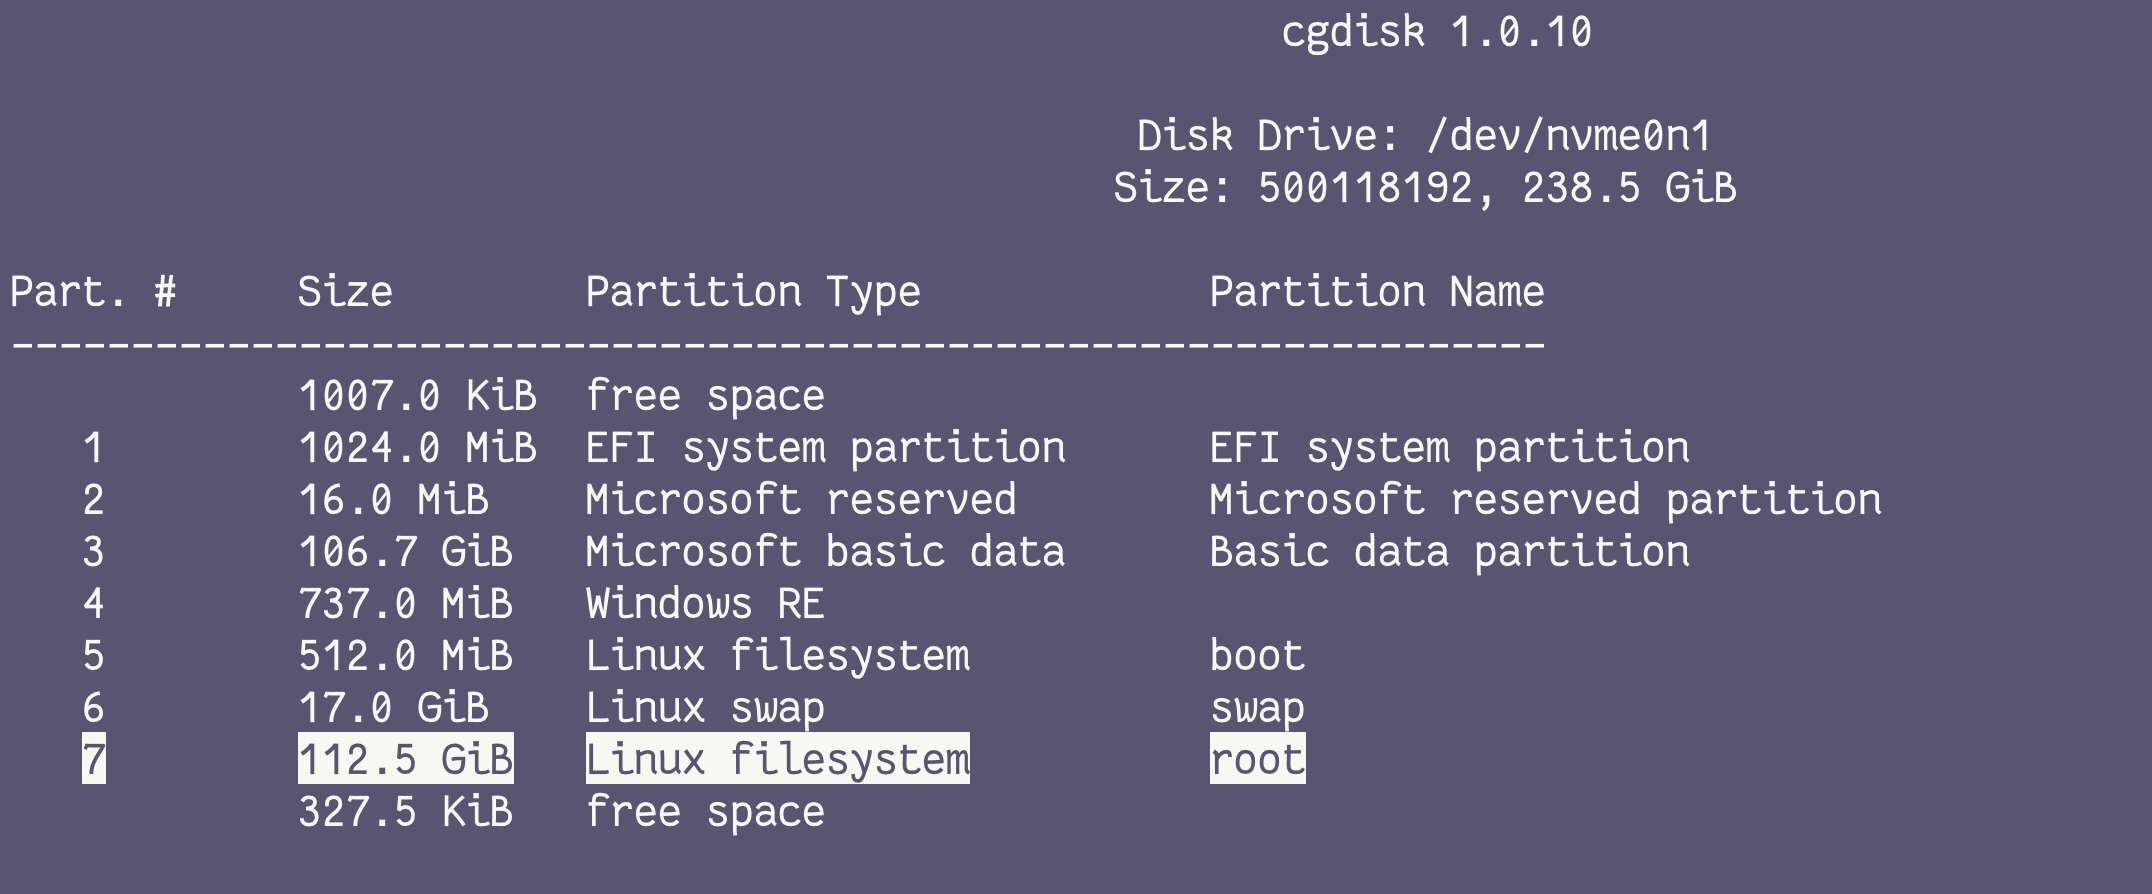 cgdisk 1.0.10
Disk Drive: /dev/nvme0n1
Size: 500118192, 238.5 GiB
Part. # Size Partition Type Partition Name
----------------------------------------------------------------
1007.0 KiB free space
1 1024.0 MiB EFI system partition EFI system partition
2 16.0 MiB Microsoft reserved Microsoft reserved partition
3 106.7 GiB Microsoft basic data Basic data partition
4 737.0 MiB Windows RE
5 512.0 MiB Linux filesystem boot
6 17.0 GiB Linux swap swap
7 112.5 GiB Linux filesystem root
327.5 KiB free space